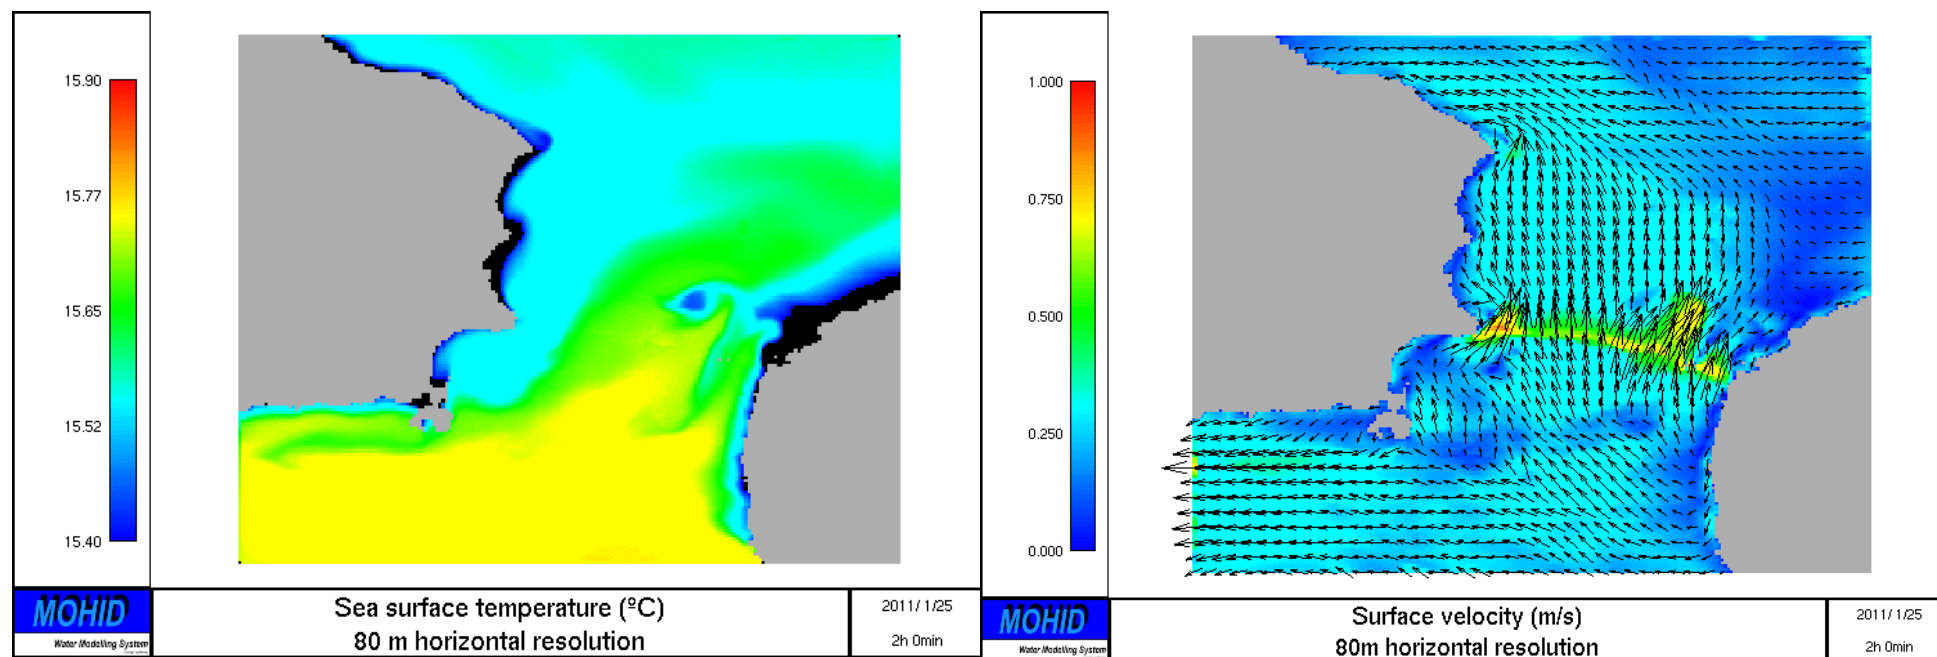 15.90
15.77
15.65
15.52
15.40
MOHID
Water Modelling System
Sea surface temperature (ºC)
80 m horizontal resolution
2011/ 1/25
2h 0min
1.000
0.750
0.500
0.250
0.000
MOHID
Water Modelling System
Surface velocity (m/s)
80m horizontal resolution
2011/ 1/25
2h 0min